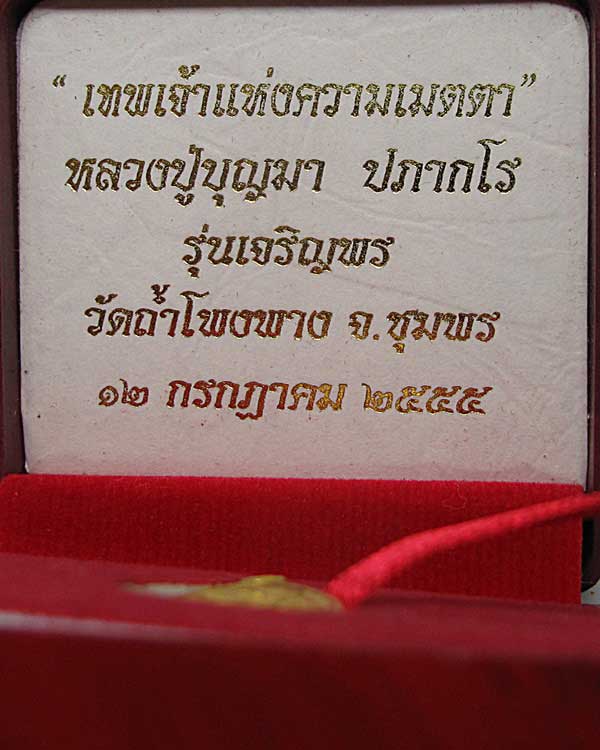 “ เทพเจ้าแห่งความเมตตา”
หลวงปู่บุญมา ปภากโร
รุ่นเจริญพร
วัดถ้ำโพงพาง จ.ชุมพร
๑๒ กรกฎาคม ๒๕๕๕